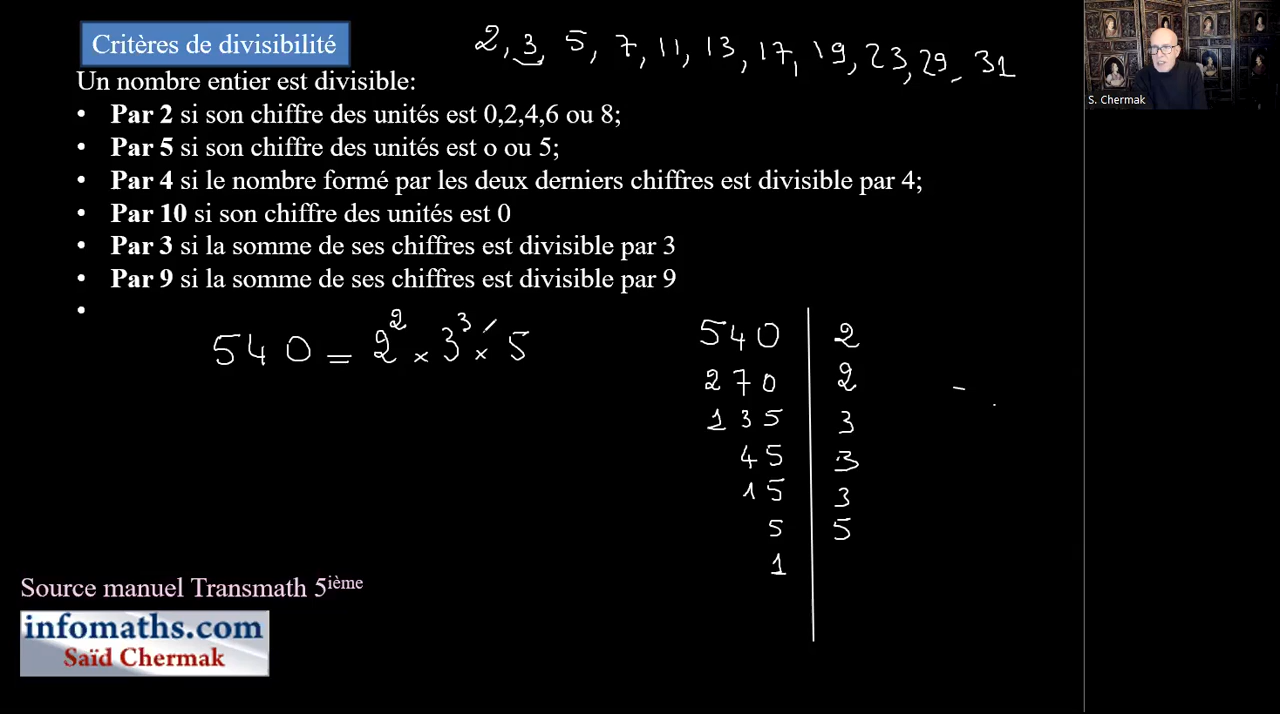 Critères de divisibilité
2, 3, 5, 7, 11, 13, 17, 19, 23, 29, 31
S. Chermak
Un nombre entier est divisible:
• Par 2 si son chiffre des unités est 0,2,4,6 ou 8;
• Par 5 si son chiffre des unités est o ou 5;
• Par 4 si le nombre formé par les deux derniers chiffres est divisible par 4;
• Par 10 si son chiffre des unités est 0
• Par 3 si la somme de ses chiffres est divisible par 3
• Par 9 si la somme de ses chiffres est divisible par 9
•
540 = 2² × 3³ × 5
540 | 2
270 | 2
135 | 3
45 | 3
15 | 3
5 | 5
1
Source manuel Transmath 5ième
infomaths.com
Saïd Chermak